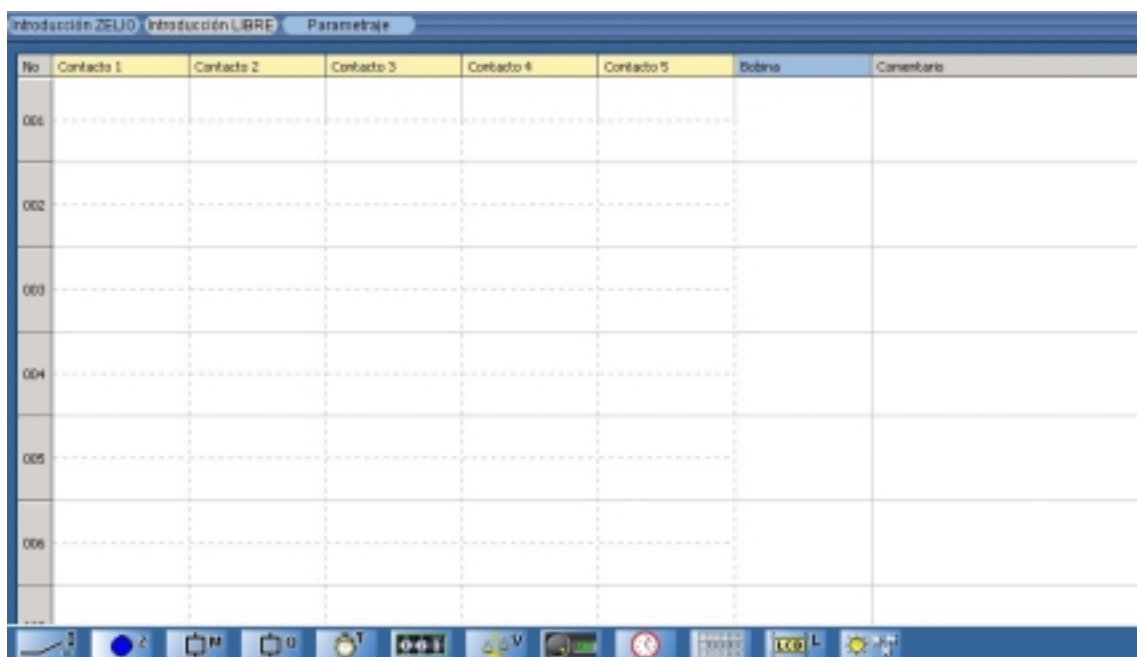 Introducción ZELIO Introducción LIBRE Parametraje
No Contacto 1 Contacto 2 Contacto 3 Contacto 4 Contacto 5 Bobina Comentario
001
002
003
004
005
006
I Z M Q T 001 V L